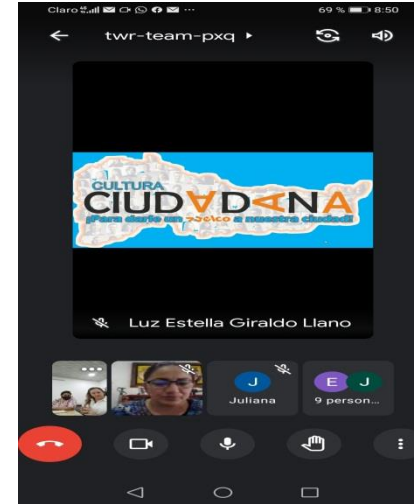 Claro
69 % 8:50
twr-team-pxq
CULTURA
CIUDADANA
¡Para darle un a nuestra ciudad!
Luz Estella Giraldo Llano
J
Juliana
E J
9 person...